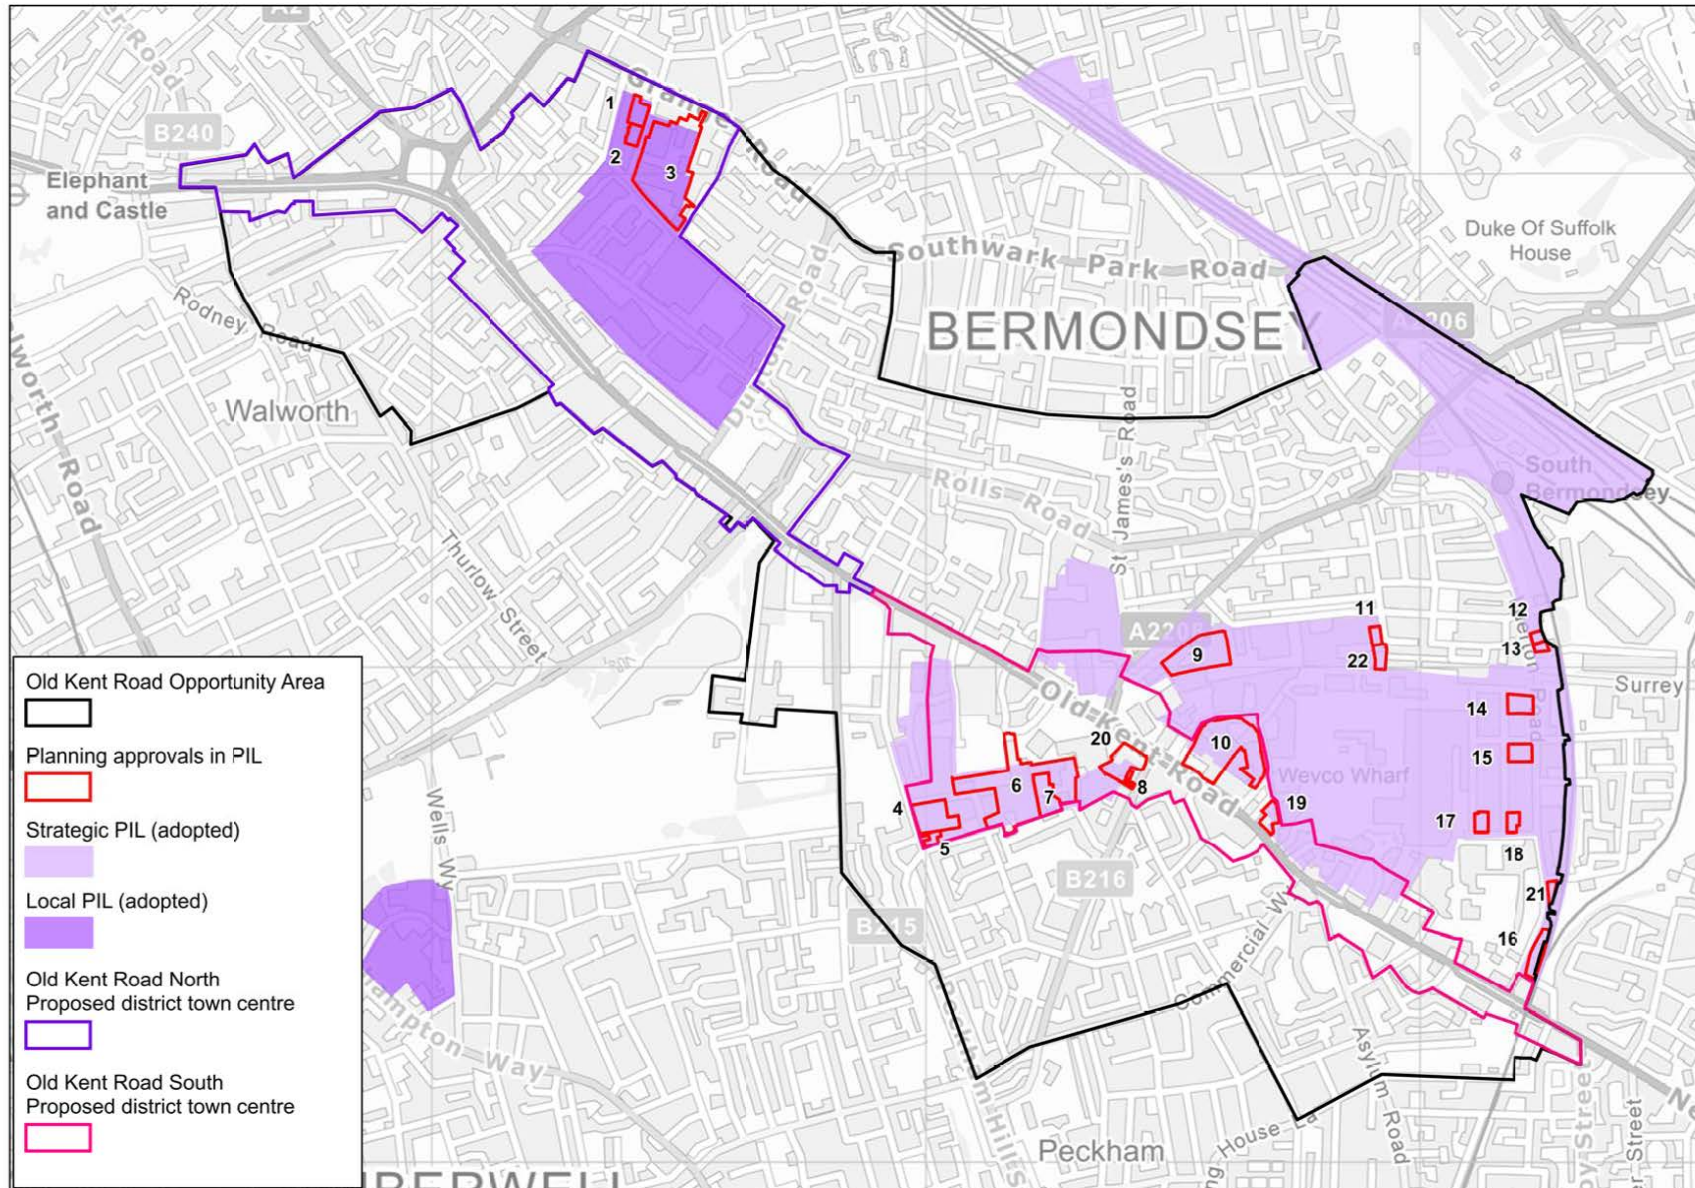 A2
B240
Elephant
and Castle
Grange
Road
1
2
3
Rodney Road
Walworth
Thurlow Street
Southwark Park Road
BERMONDSEY
Duke Of Suffolk
House
South
Bermondsey
Rolls Road
St James's Road
Old Kent Road
Wevco Wharf
Surrey
11
12
13
9
22
14
20
10
15
6
7
8
4
5
19
17
18
21
16
B216
B215
Wells Wy
Commercial W
Asylum Road
Peckham
Old Kent Road Opportunity Area
Planning approvals in PIL
Strategic PIL (adopted)
Local PIL (adopted)
Old Kent Road North
Proposed district town centre
Old Kent Road South
Proposed district town centre